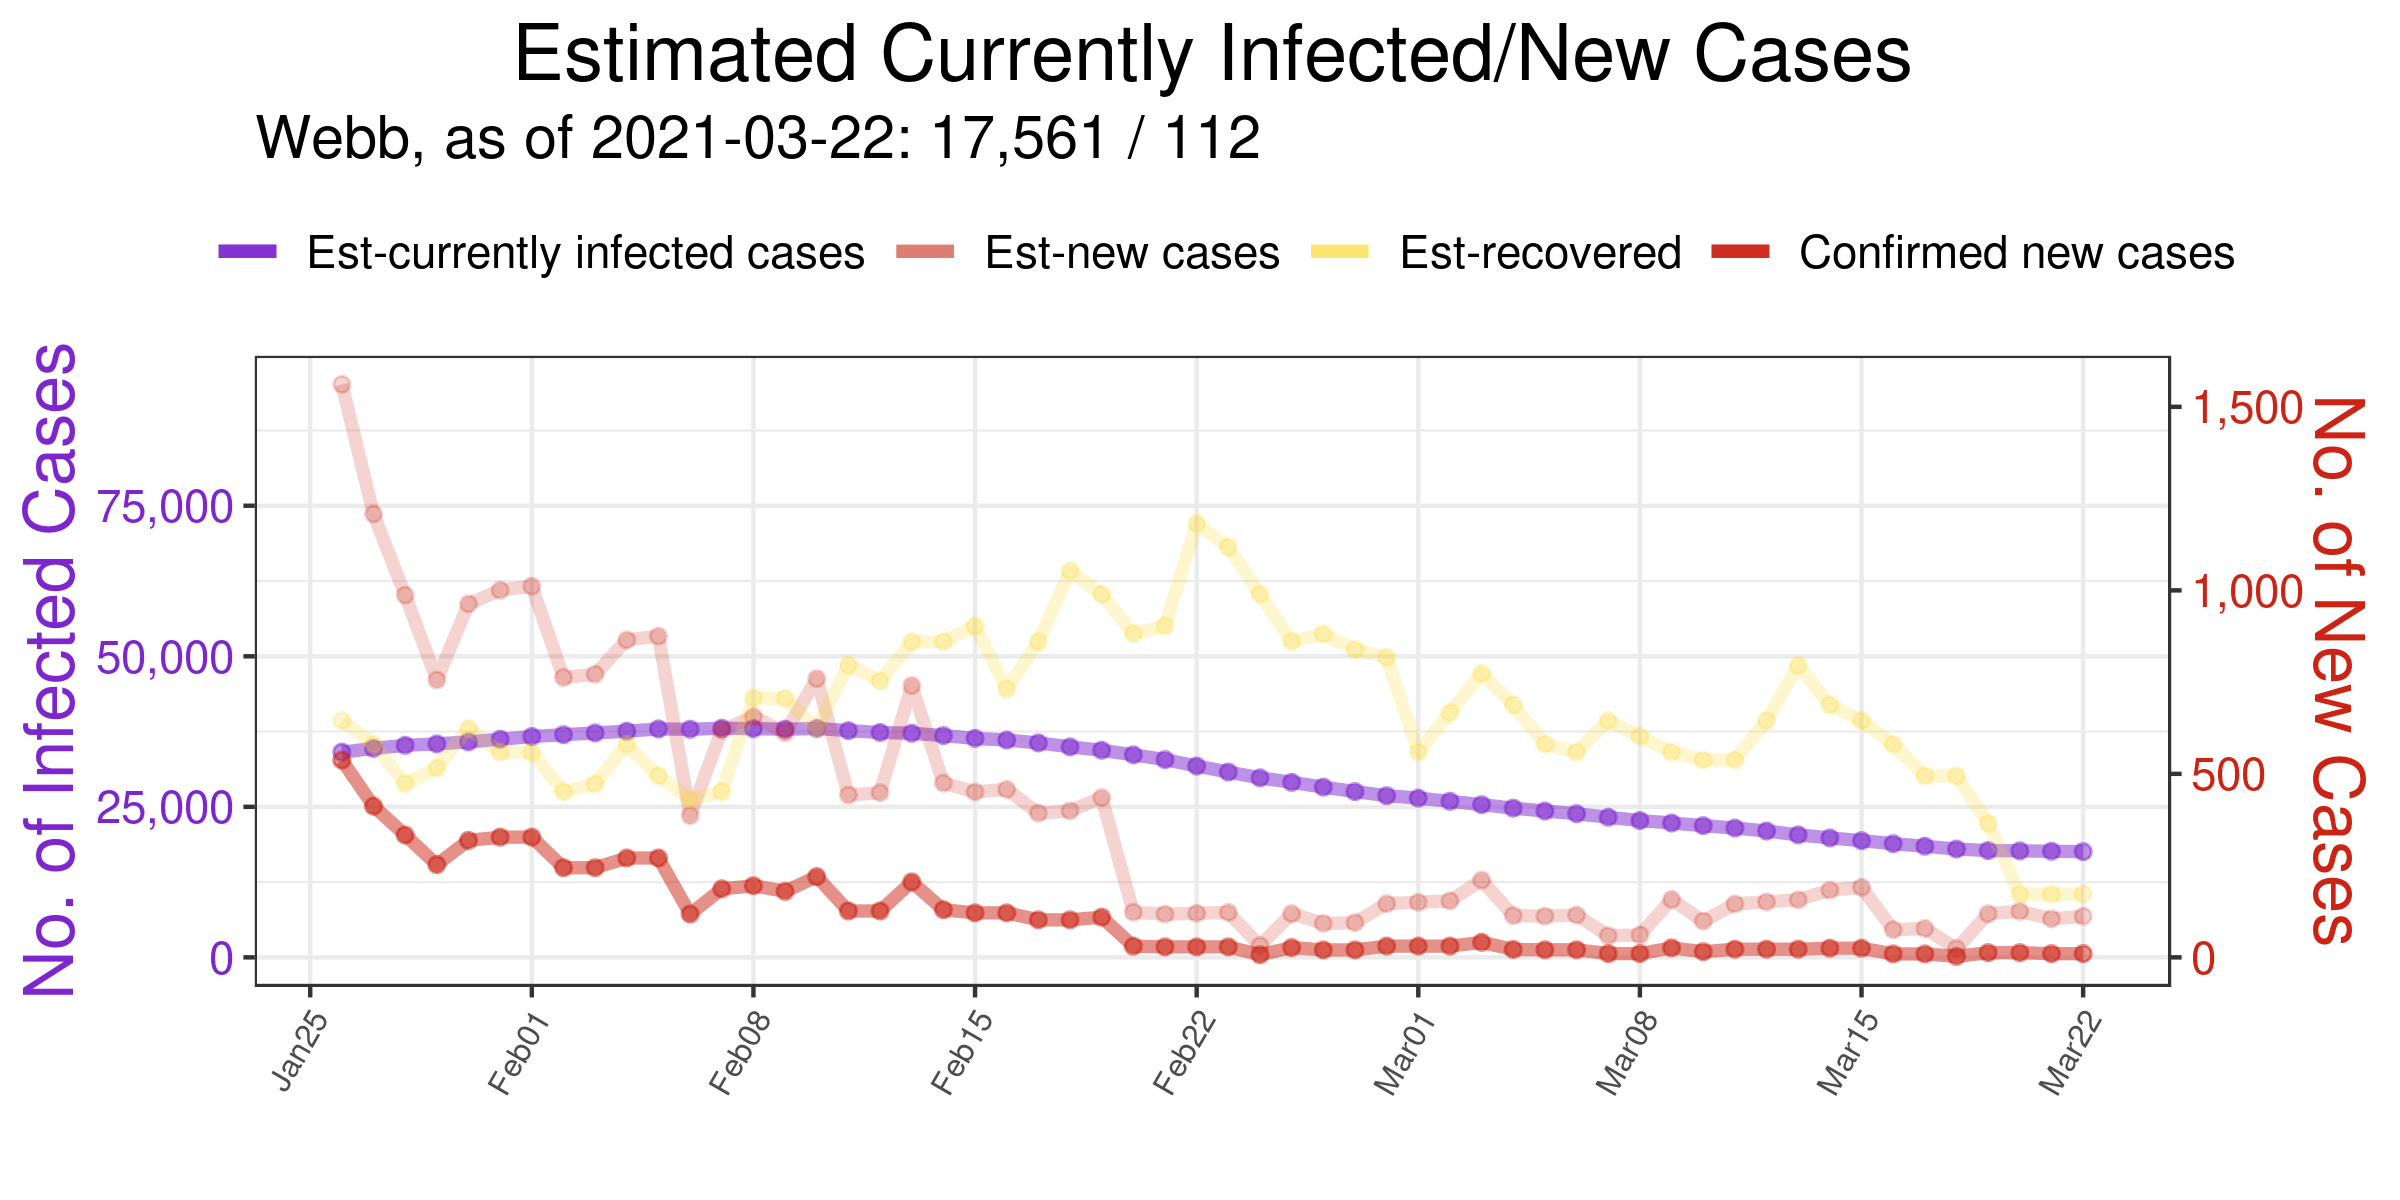 Estimated Currently Infected/New Cases
Webb, as of 2021-03-22: 17,561 / 112
Est-currently infected cases Est-new cases Est-recovered Confirmed new cases
No. of Infected Cases
75,000
50,000
25,000
0
1,500
1,000
500
0
No. of New Cases
Jan25 Feb01 Feb08 Feb15 Feb22 Mar01 Mar08 Mar15 Mar22